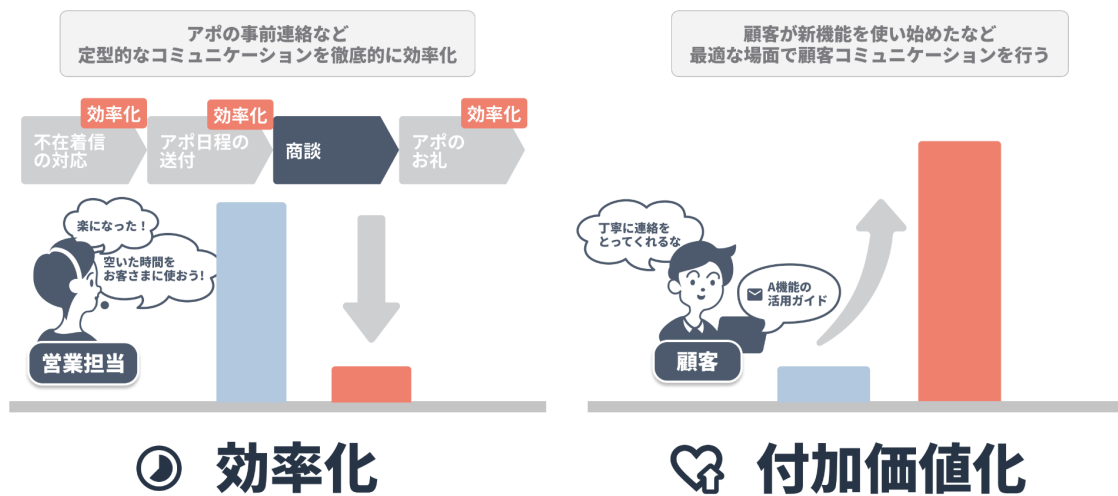 アポの事前連絡など
定型的なコミュニケーションを徹底的に効率化
効率化
効率化
効率化
不在着信
の対応
アポ日程の
送付
商談
アポの
お礼
楽になった！
空いた時間を
お客さまに使おう!
営業担当
効率化
顧客が新機能を使い始めたなど
最適な場面で顧客コミュニケーションを行う
丁寧に連絡を
とってくれるな
A機能の
活用ガイド
顧客
付加価値化